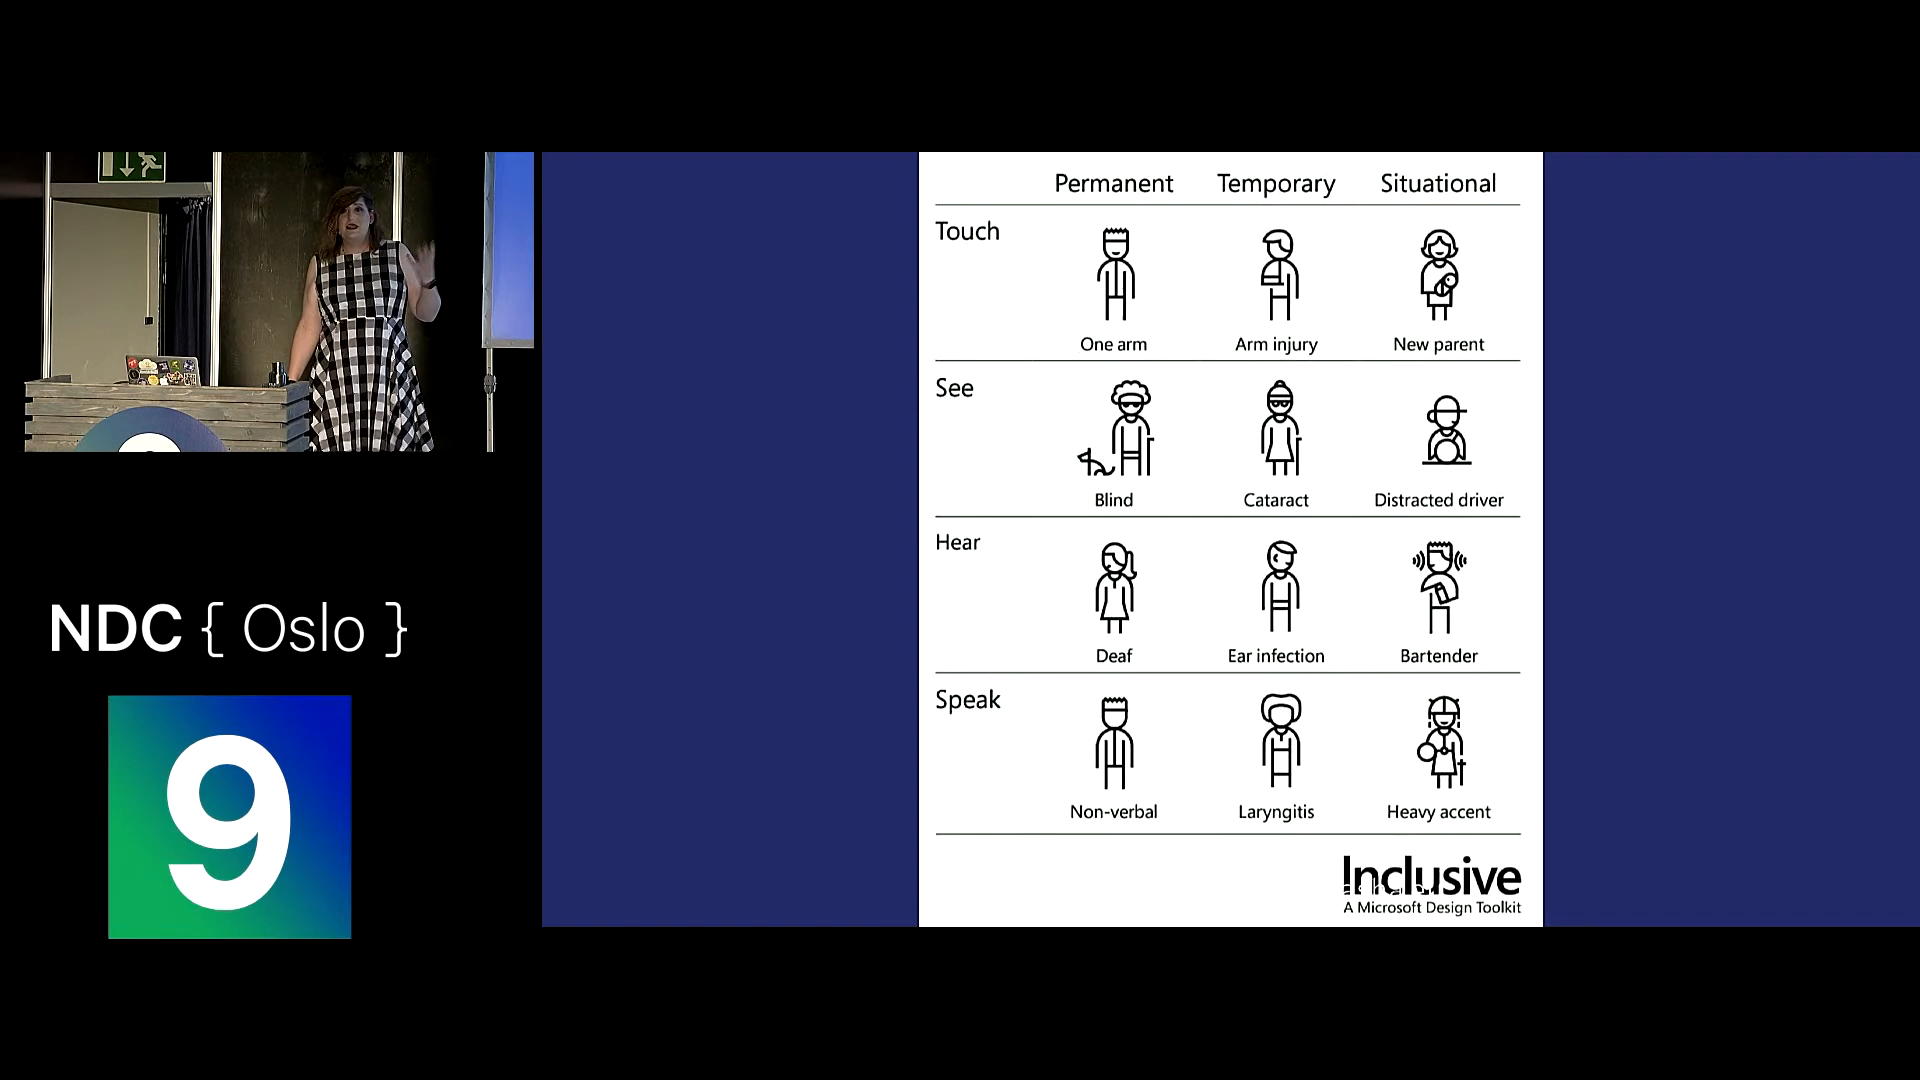 NDC { Oslo }
9
Permanent Temporary Situational
Touch
One arm Arm injury New parent
See
Blind Cataract Distracted driver
Hear
Deaf Ear infection Bartender
Speak
Non-verbal Laryngitis Heavy accent
Inclusive
A Microsoft Design Toolkit